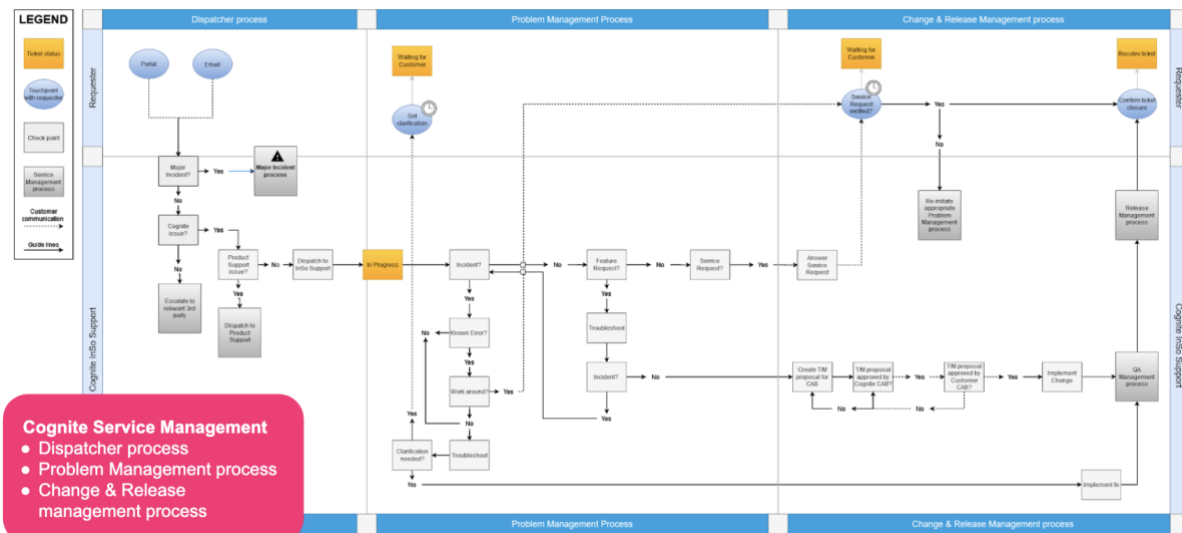 LEGEND
Ticket status
Touchpoint
with requester
Check point
Service
Management
process
Customer
communication
Guide lines
Dispatcher process
Problem Management Process
Change & Release Management process
Requester
Requester
Portal
Email
Waiting for
Customer
Get
clarification
Waiting for
Customer
Service
Request
verified?
Yes
No
Resolve ticket
Confirm ticket
closure
Major
Incident?
Yes
Major Incident
process
No
Cognite
issue?
Yes
No
Product
Support
issue?
No
Dispatch to
InSo Support
Yes
Escalate to
relevant 3rd
party
Dispatch to
Product
Support
In Progress
Incident?
No
Feature
Request?
No
Service
Request?
Yes
Answer
Service
Request
Re-initiate
appropriate
Problem
Management
process
Release
Management
process
Yes
Known Error?
No
Yes
Work around?
Yes
No
Troubleshoot
Clarification
needed?
Yes
No
Yes
Troubleshoot
Incident?
No
Yes
Create T/M
proposal for
CAB
T/M proposal
approved by
Cognite CAB?
Yes
T/M proposal
approved by
Customer
CAB?
Yes
Implement
Change
No
No
QA
Management
process
Implement fix
Cognite InSo Support
Cognite InSo Support
Cognite Service Management
● Dispatcher process
● Problem Management process
● Change & Release
management process
Problem Management Process
Change & Release Management process